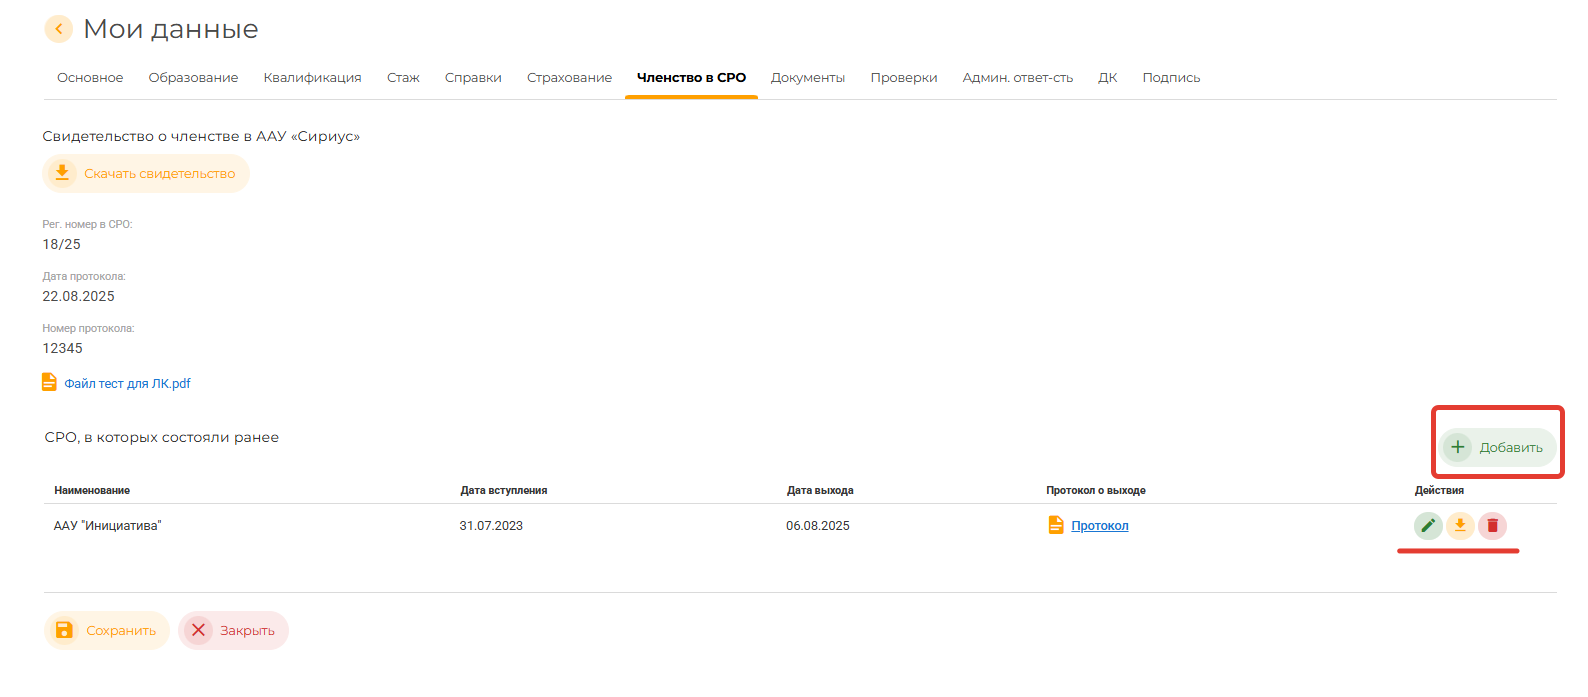 Мои данные
Основное Образование Квалификация Стаж Справки Страхование Членство в СРО Документы Проверки Админ. ответ-сть ДК Подпись
Свидетельство о членстве в ААУ «Сириус»
Скачать свидетельство
Рег. номер в СРО:
18/25
Дата протокола:
22.08.2025
Номер протокола:
12345
Файл тест для ЛК.pdf
СРО, в которых состояли ранее
Добавить
Наименование Дата вступления Дата выхода Протокол о выходе Действия
ААУ "Инициатива" 31.07.2023 06.08.2025 Протокол
Сохранить Закрыть